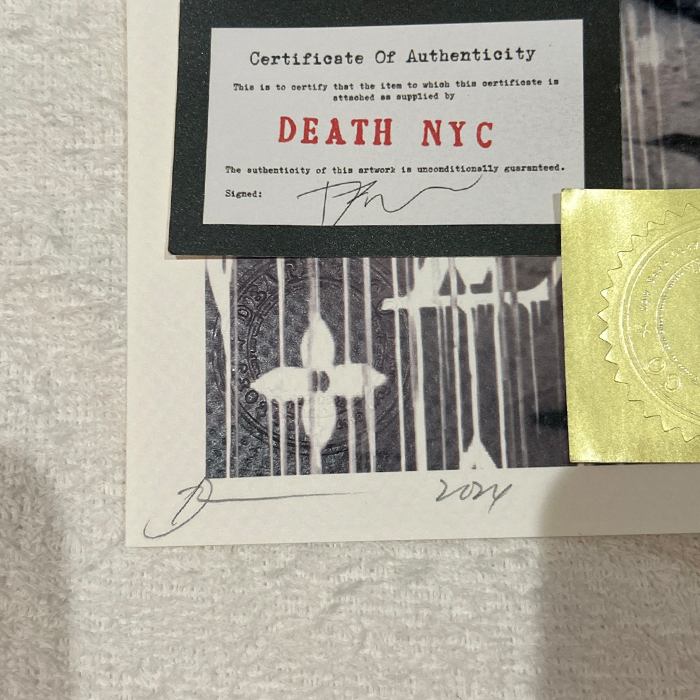 Certificate Of Authenticity
This is to certify that the item to which this certificate is
attached as supplied by
DEATH NYC
The authenticity of this artwork is unconditionally guaranteed.
Signed:
2024